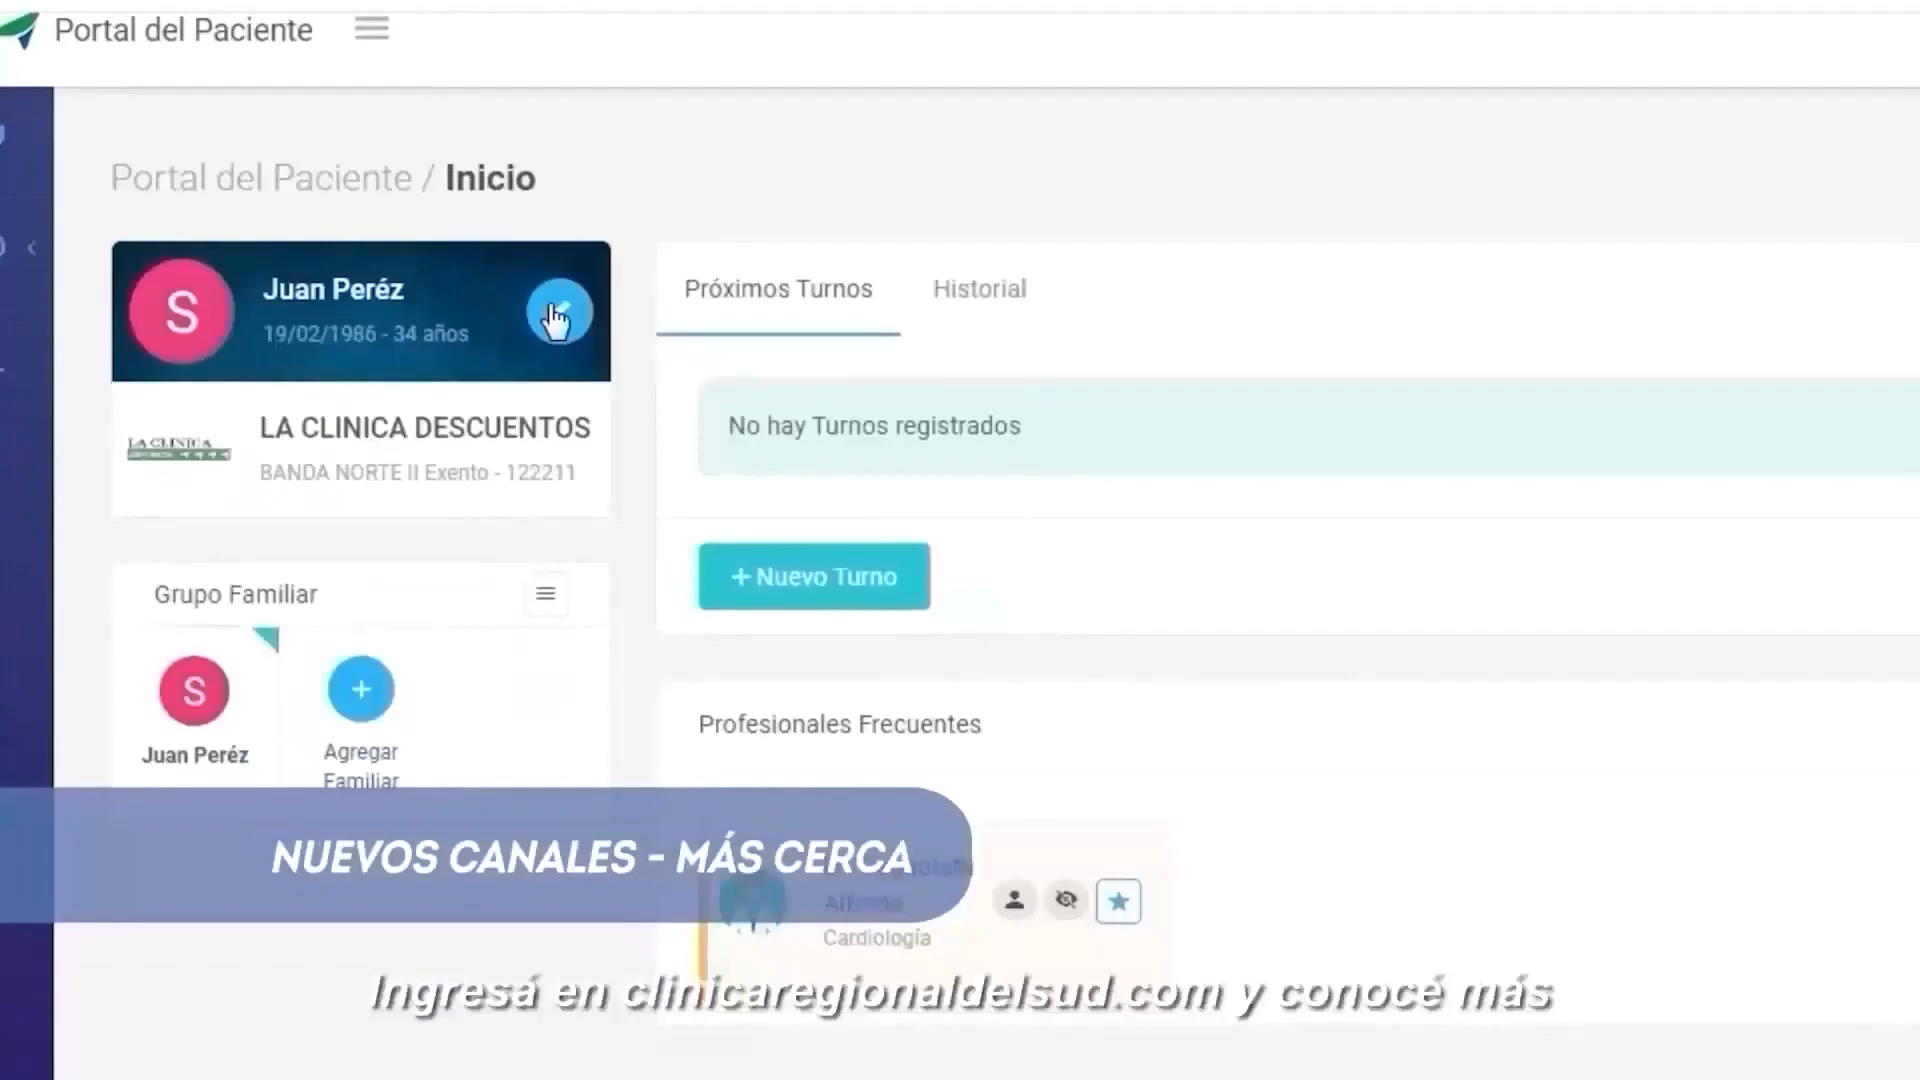 Portal del Paciente
Portal del Paciente / Inicio
S
Juan Peréz
19/02/1986 - 34 años
LA CLINICA
LA CLINICA DESCUENTOS
BANDA NORTE II Exento - 122211
Próximos Turnos
Historial
No hay Turnos registrados
+ Nuevo Turno
Grupo Familiar
S
Juan Peréz
+
Agregar
Familiar
Profesionales Frecuentes
NUEVOS CANALES - MÁS CERCA
Cardiología
Ingresá en clinicaregionaldelsud.com y conocé más